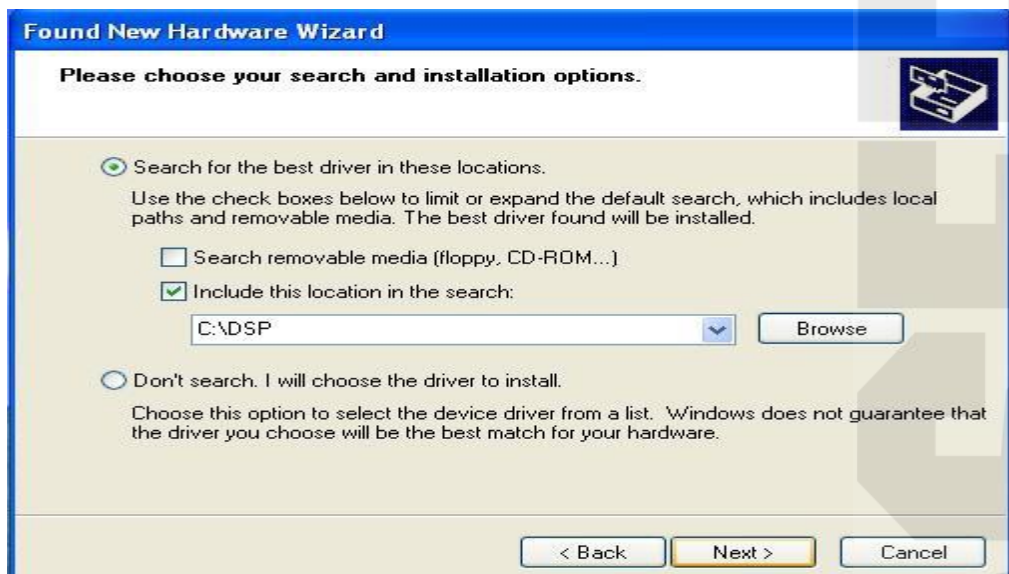 Found New Hardware Wizard
Please choose your search and installation options.
Search for the best driver in these locations.
Use the check boxes below to limit or expand the default search, which includes local
paths and removable media. The best driver found will be installed.
Search removable media (floppy, CD-ROM...)
Include this location in the search:
C:\DSP
Browse
Don't search. I will choose the driver to install.
Choose this option to select the device driver from a list. Windows does not guarantee that
the driver you choose will be the best match for your hardware.
< Back Next > Cancel